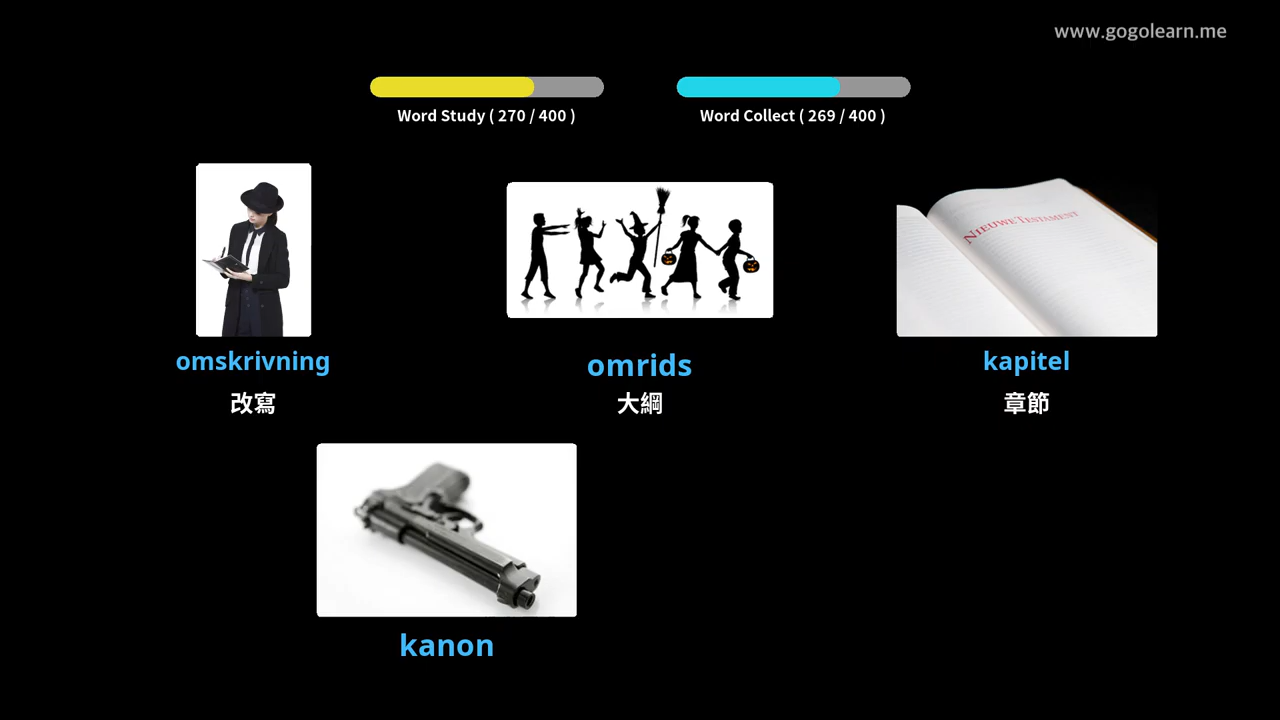 www.gogolearn.me
Word Study ( 270 / 400 )
Word Collect ( 269 / 400 )
NIEUWE TESTAMENT
omskrivning
omrids
kapitel
改寫
大綱
章節
kanon